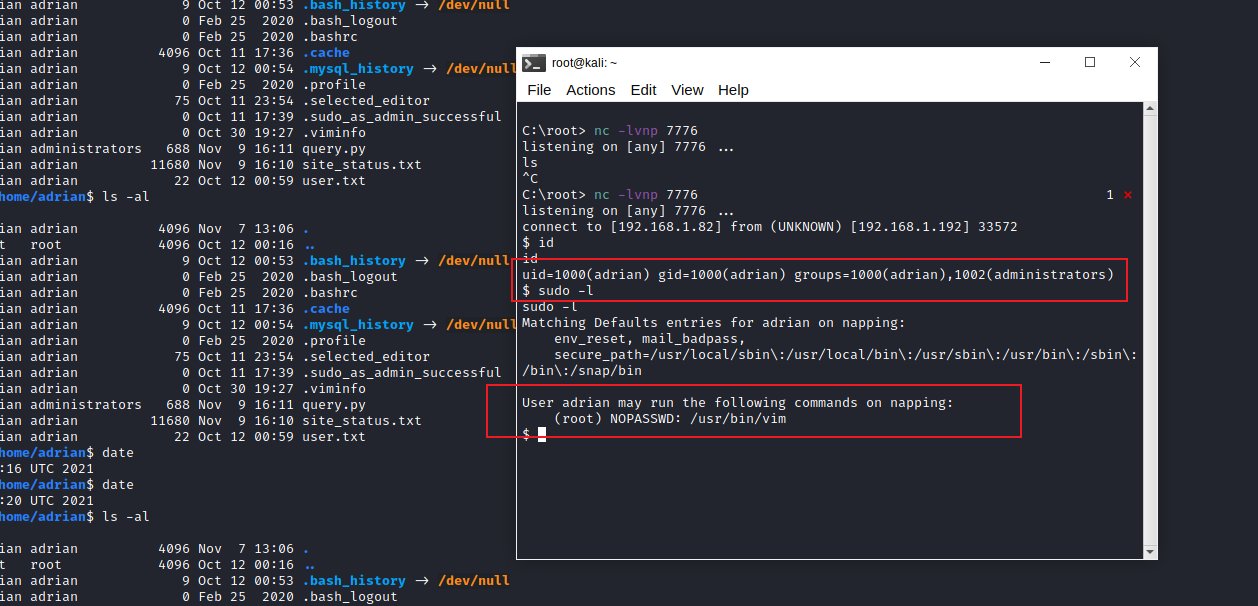 ian adrian 9 Oct 12 00:53 .bash_history → /dev/null
ian adrian 0 Feb 25 2020 .bash_logout
ian adrian 0 Feb 25 2020 .bashrc
ian adrian 4096 Oct 11 17:36 .cache
ian adrian 9 Oct 12 00:54 .mysql_history → /dev/null
ian adrian 0 Feb 25 2020 .profile
ian adrian 75 Oct 11 23:54 .selected_editor
ian adrian 0 Oct 11 17:39 .sudo_as_admin_successful
ian adrian 0 Oct 30 19:27 .viminfo
ian administrators 688 Nov 9 16:11 query.py
ian adrian 11680 Nov 9 16:10 site_status.txt
ian adrian 22 Oct 12 00:59 user.txt
home/adrian$ ls -al
ian adrian 4096 Nov 7 13:06 .
t root 4096 Oct 12 00:16 ..
ian adrian 9 Oct 12 00:53 .bash_history → /dev/null
ian adrian 0 Feb 25 2020 .bash_logout
ian adrian 0 Feb 25 2020 .bashrc
ian adrian 4096 Oct 11 17:36 .cache
ian adrian 9 Oct 12 00:54 .mysql_history → /dev/null
ian adrian 0 Feb 25 2020 .profile
ian adrian 75 Oct 11 23:54 .selected_editor
ian adrian 0 Oct 11 17:39 .sudo_as_admin_successful
ian adrian 0 Oct 30 19:27 .viminfo
ian administrators 688 Nov 9 16:11 query.py
ian adrian 11680 Nov 9 16:10 site_status.txt
ian adrian 22 Oct 12 00:59 user.txt
home/adrian$ date
:16 UTC 2021
home/adrian$ date
:20 UTC 2021
home/adrian$ ls -al
ian adrian 4096 Nov 7 13:06 .
t root 4096 Oct 12 00:16 ..
ian adrian 9 Oct 12 00:53 .bash_history → /dev/null
ian adrian 0 Feb 25 2020 .bash_logout
root@kali: ~
File Actions Edit View Help
C:\root> nc -lvnp 7776
listening on [any] 7776 ...
ls
^C
C:\root> nc -lvnp 7776 1 ×
listening on [any] 7776 ...
connect to [192.168.1.82] from (UNKNOWN) [192.168.1.192] 33572
$ id
id
uid=1000(adrian) gid=1000(adrian) groups=1000(adrian),1002(administrators)
$ sudo -l
sudo -l
Matching Defaults entries for adrian on napping:
env_reset, mail_badpass,
secure_path=/usr/local/sbin\:/usr/local/bin\:/usr/sbin\:/usr/bin\:/sbin\:
/bin\:/snap/bin
User adrian may run the following commands on napping:
(root) NOPASSWD: /usr/bin/vim
$